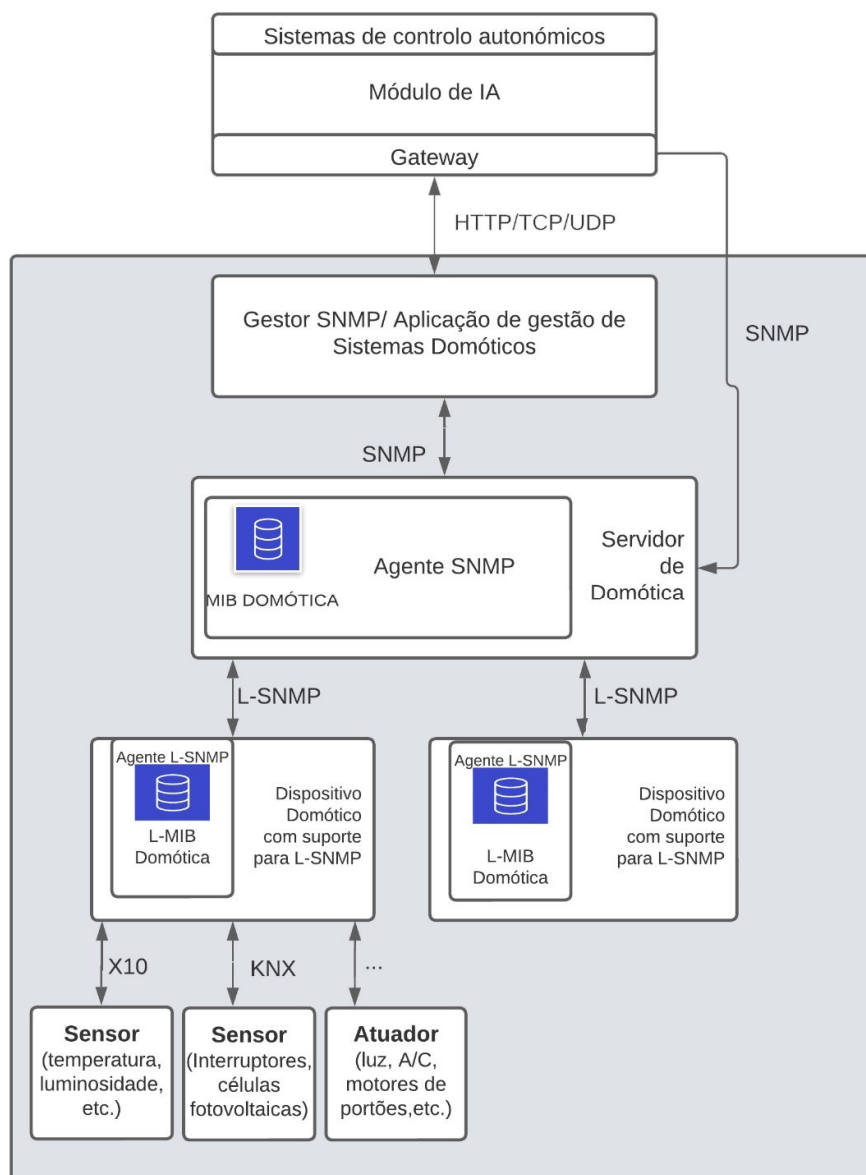 Sistemas de controlo autonómicos
Módulo de IA
Gateway
HTTP/TCP/UDP
Gestor SNMP/ Aplicação de gestão de
Sistemas Domóticos
SNMP
SNMP
Agente SNMP
MIB DOMÓTICA
Servidor
de
Domótica
L-SNMP
L-SNMP
Agente L-SNMP
L-MIB
Domótica
Dispositivo
Domótico
com suporte
para L-SNMP
Agente L-SNMP
L-MIB
Domótica
Dispositivo
Domótico
com suporte
para L-SNMP
X10
KNX
...
Sensor
(temperatura,
luminosidade,
etc.)
Sensor
(Interruptores,
células
fotovoltaicas)
Atuador
(luz, A/C,
motores de
portões,etc.)